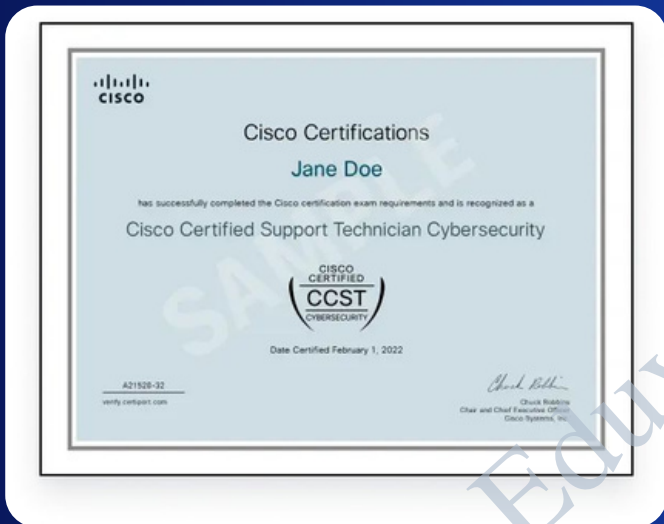 CISCO
Cisco Certifications
Jane Doe
has successfully completed the Cisco certification exam requirements and is recognized as a
Cisco Certified Support Technician Cybersecurity
SAMPLE
CISCO
CERTIFIED
CCST
CYBERSECURITY
Date Certified February 1, 2022
A21528-32
verify.certiport.com
Chuck Robbins
Chuck Robbins
Chair and Chief Executive Officer
Cisco Systems, Inc.